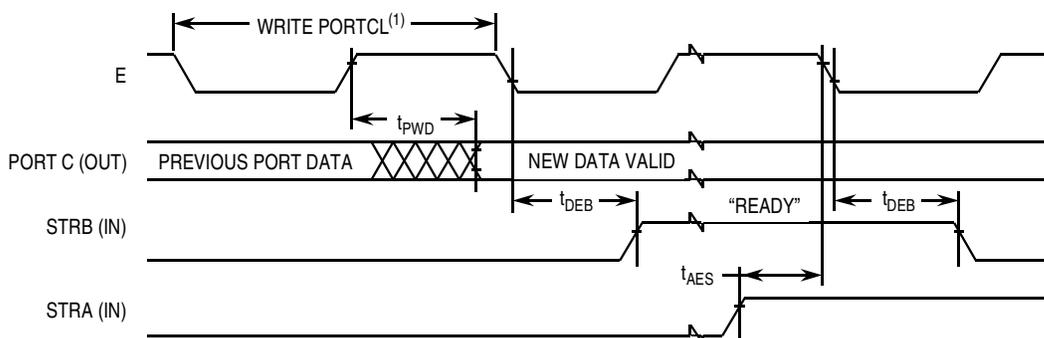 WRITE PORTCL(1)
E
tPWD
PORT C (OUT) PREVIOUS PORT DATA NEW DATA VALID
tDEB "READY" tDEB
STRB (IN)
tAES
STRA (IN)